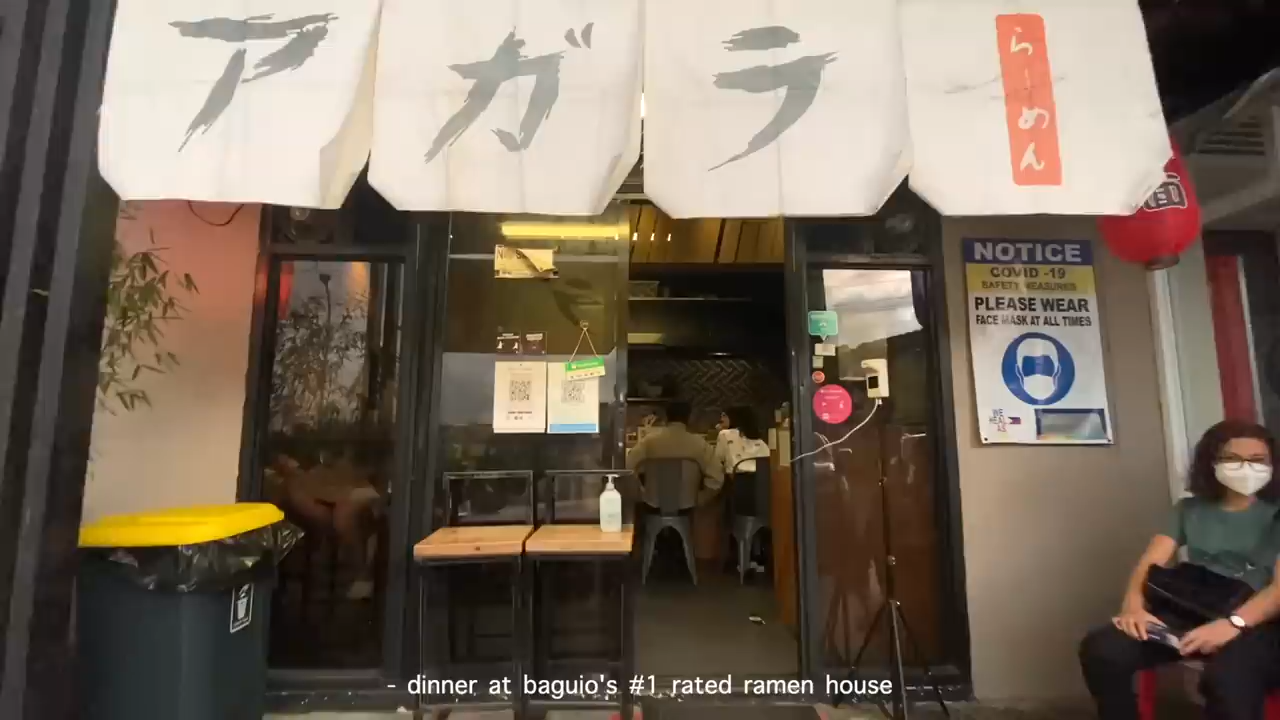 アガラ
らーめん
NOTICE
COVID -19
SAFETY MEASURES
PLEASE WEAR
FACE MASK AT ALL TIMES
- dinner at baguio's #1 rated ramen house